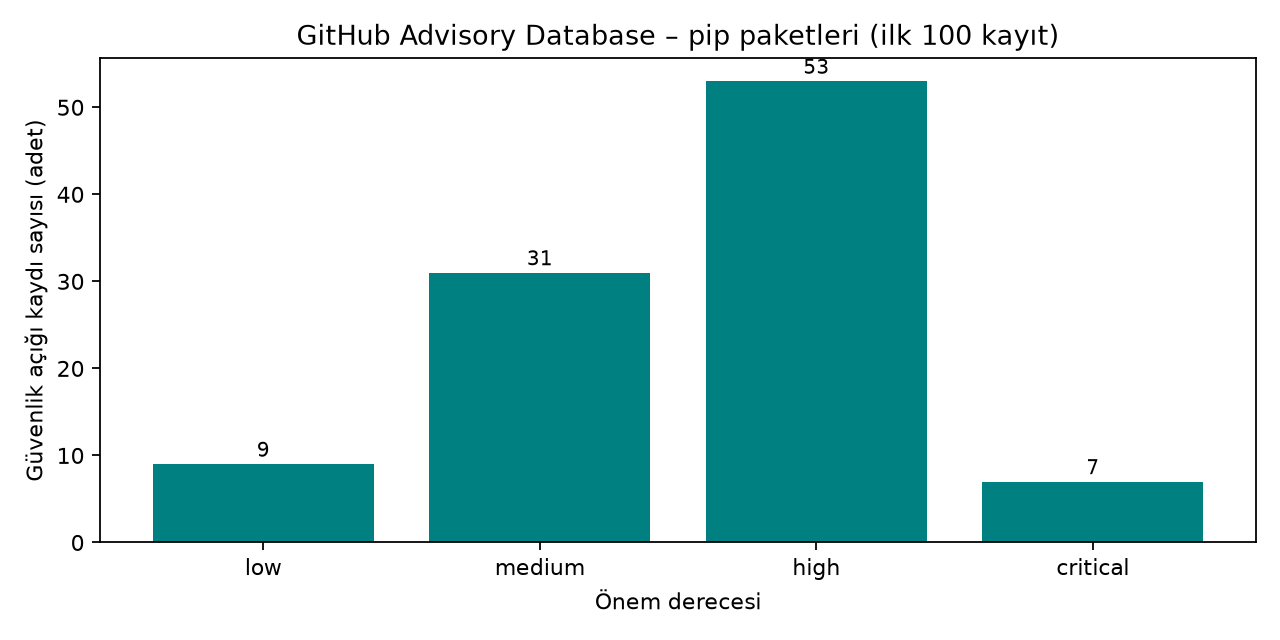 GitHub Advisory Database – pip paketleri (ilk 100 kayıt)
Güvenlik açığı kaydı sayısı (adet)
50
40
30
20
10
0
9
31
53
7
low
medium
high
critical
Önem derecesi